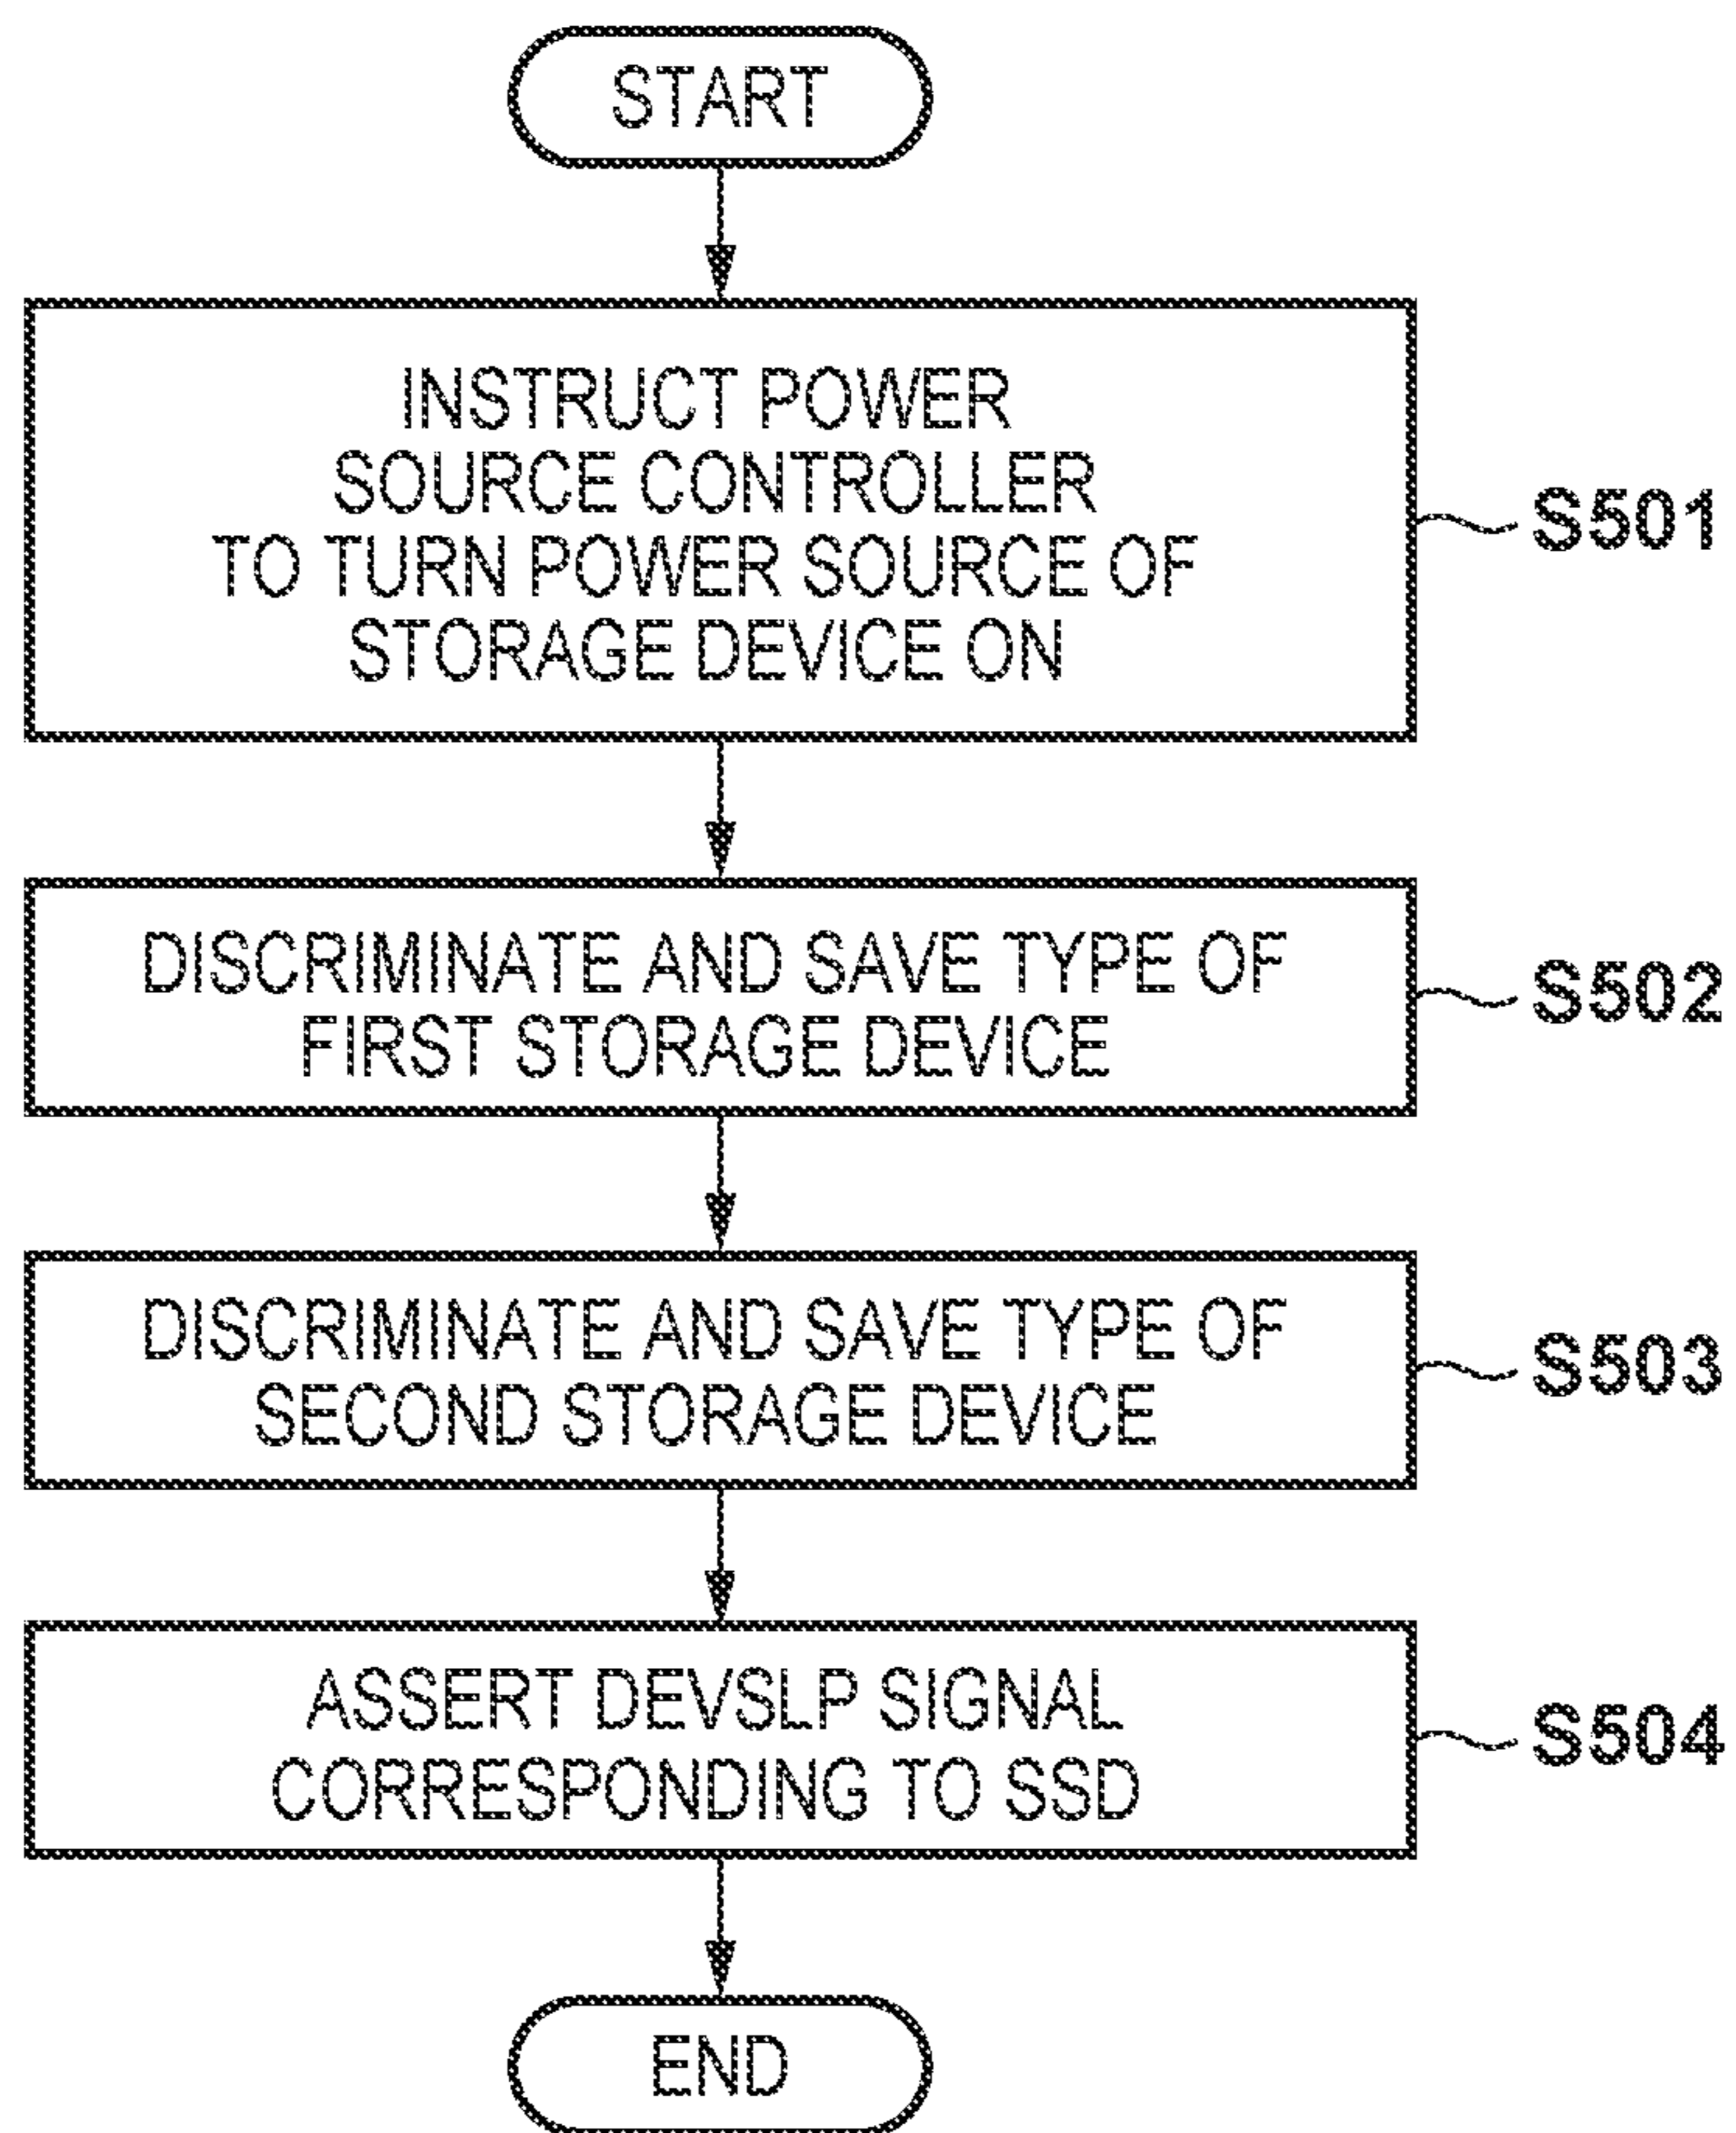 START
INSTRUCT POWER
SOURCE CONTROLLER
TO TURN POWER SOURCE OF
STORAGE DEVICE ON
S501
DISCRIMINATE AND SAVE TYPE OF
FIRST STORAGE DEVICE
S502
DISCRIMINATE AND SAVE TYPE OF
SECOND STORAGE DEVICE
S503
ASSERT DEVSLP SIGNAL
CORRESPONDING TO SSD
S504
END